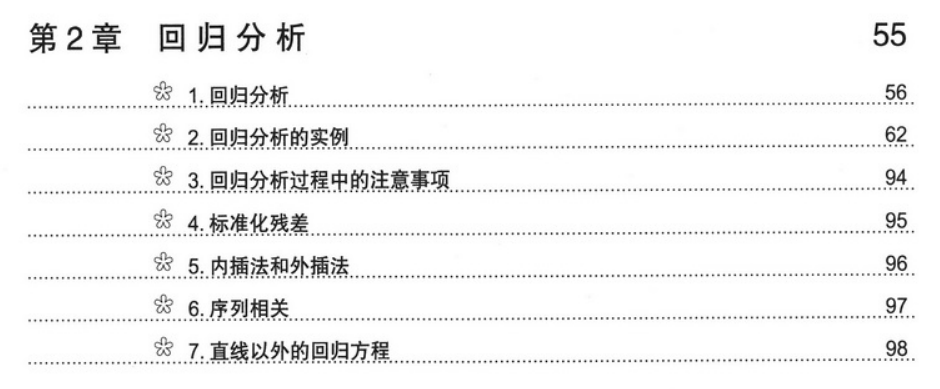 第2章 回归分析 55
1. 回归分析 56
2. 回归分析的实例 62
3. 回归分析过程中的注意事项 94
4. 标准化残差 95
5. 内插法和外插法 96
6. 序列相关 97
7. 直线以外的回归方程 98